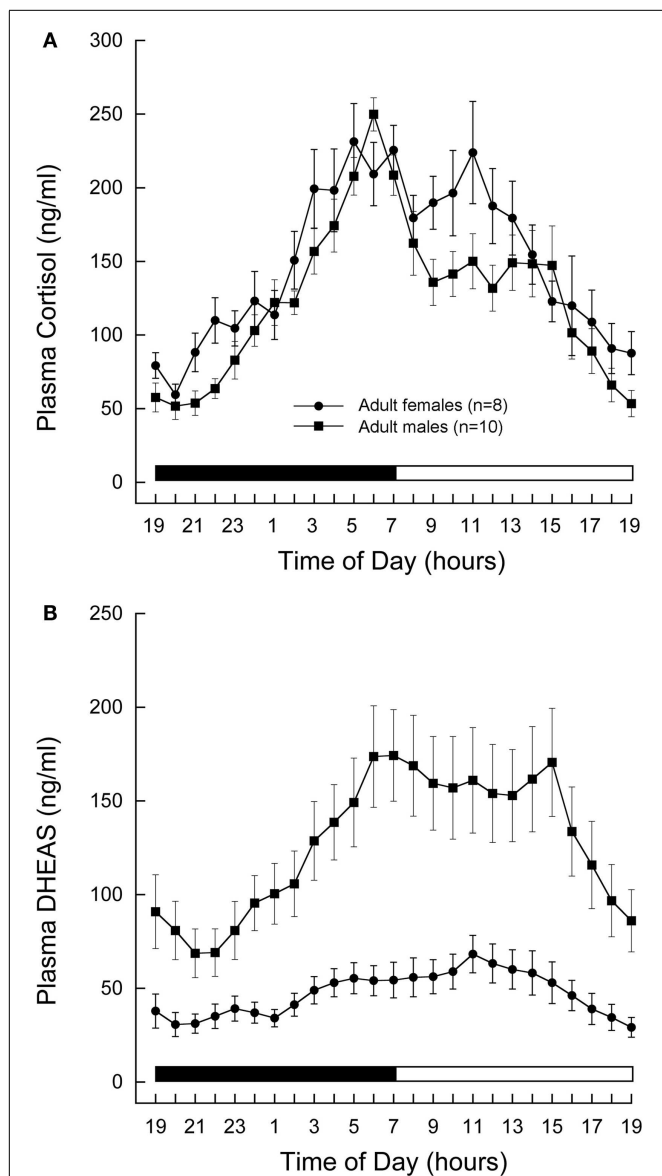 A
300
250
200
150
100
50
0
Plasma Cortisol (ng/ml)
Adult females (n=8)
Adult males (n=10)
19 21 23 1 3 5 7 9 11 13 15 17 19
Time of Day (hours)
B
250
200
150
100
50
0
Plasma DHEAS (ng/ml)
19 21 23 1 3 5 7 9 11 13 15 17 19
Time of Day (hours)